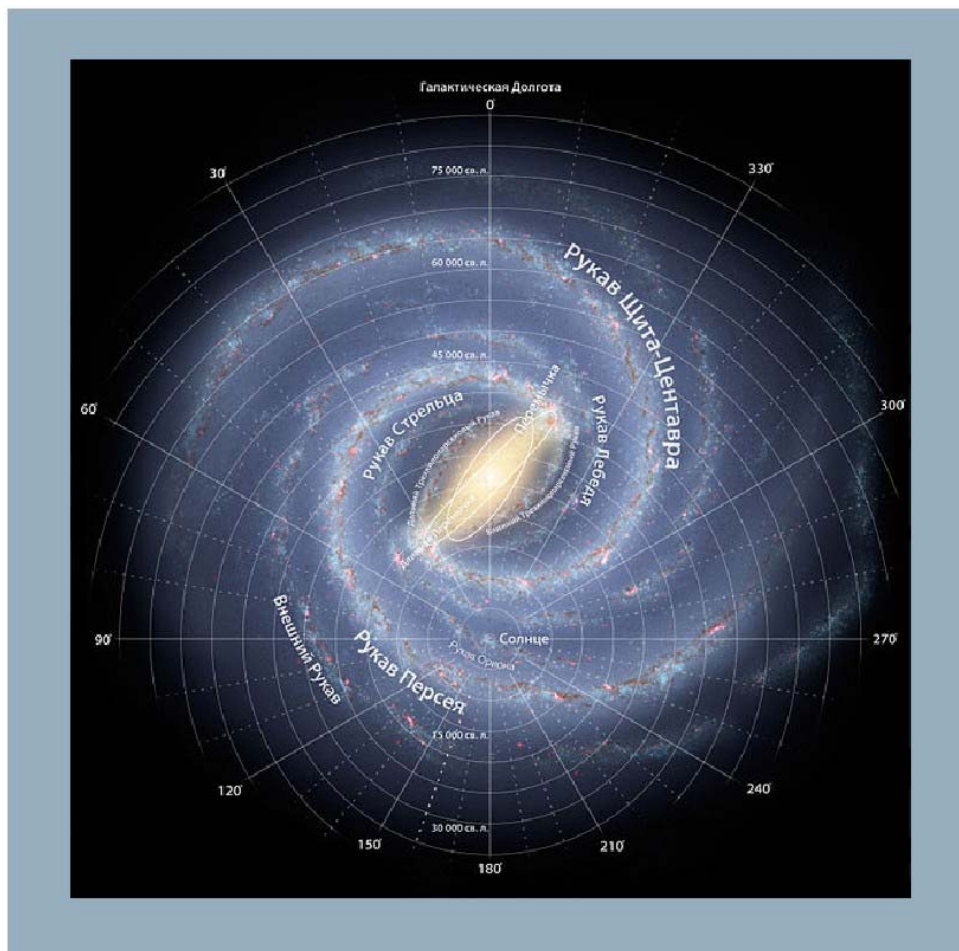 Галактическая Долгота
0°
30°
330°
75 000 св. л.
Рукав Щита-Центавра
60 000 св. л.
45 000 св. л.
Перемычка
60°
300°
Рукав Стрельца
Рукав Лебедя
Рукав
Внешний Рукав
90°
Солнце
270°
Рукав Ориона
Рукав Персея
15 000 св. л.
120°
240°
30 000 св. л.
150°
210°
180°